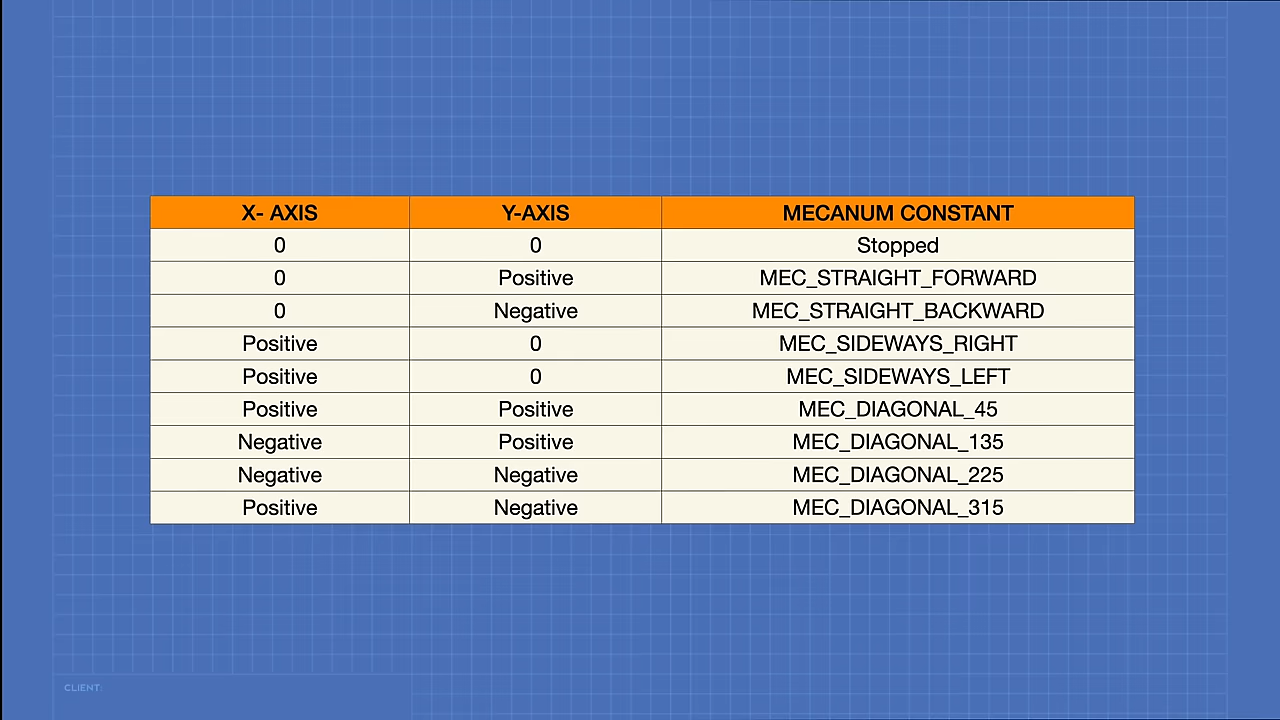 X- AXIS Y-AXIS MECANUM CONSTANT
0 0 Stopped
0 Positive MEC_STRAIGHT_FORWARD
0 Negative MEC_STRAIGHT_BACKWARD
Positive 0 MEC_SIDEWAYS_RIGHT
Positive 0 MEC_SIDEWAYS_LEFT
Positive Positive MEC_DIAGONAL_45
Negative Positive MEC_DIAGONAL_135
Negative Negative MEC_DIAGONAL_225
Positive Negative MEC_DIAGONAL_315
CLIENT: